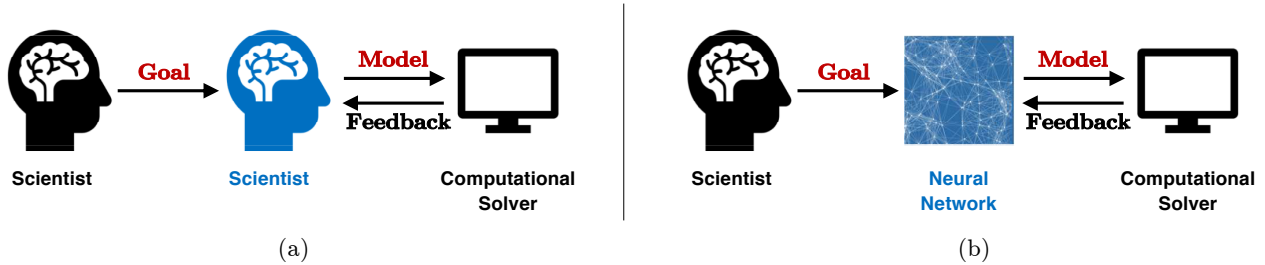 Goal
Model
Feedback
Scientist
Scientist
Computational
Solver
(a)
Goal
Model
Feedback
Scientist
Neural
Network
Computational
Solver
(b)